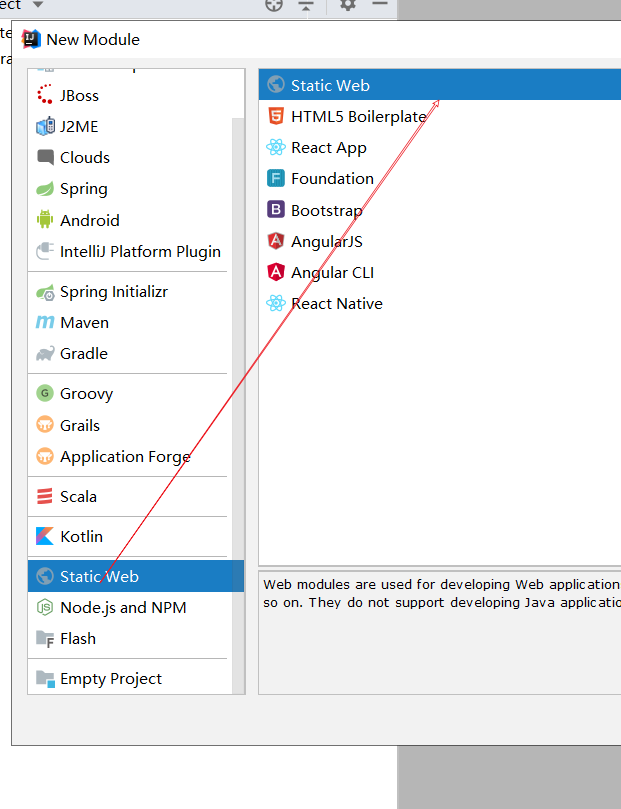 ect
New Module
JBoss
J2ME
Clouds
Spring
Android
IntelliJ Platform Plugin
Spring Initializr
Maven
Gradle
Groovy
Grails
Application Forge
Scala
Kotlin
Static Web
Node.js and NPM
Flash
Empty Project
Static Web
HTML5 Boilerplate
React App
Foundation
Bootstrap
AngularJS
Angular CLI
React Native
Web modules are used for developing Web application
so on. They do not support developing Java applicatio